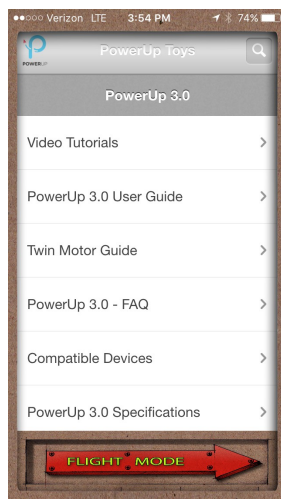 Verizon LTE 3:54 PM 74%
POWERUP
PowerUp Toys
PowerUp 3.0
Video Tutorials
PowerUp 3.0 User Guide
Twin Motor Guide
PowerUp 3.0 - FAQ
Compatible Devices
PowerUp 3.0 Specifications
FLIGHT MODE